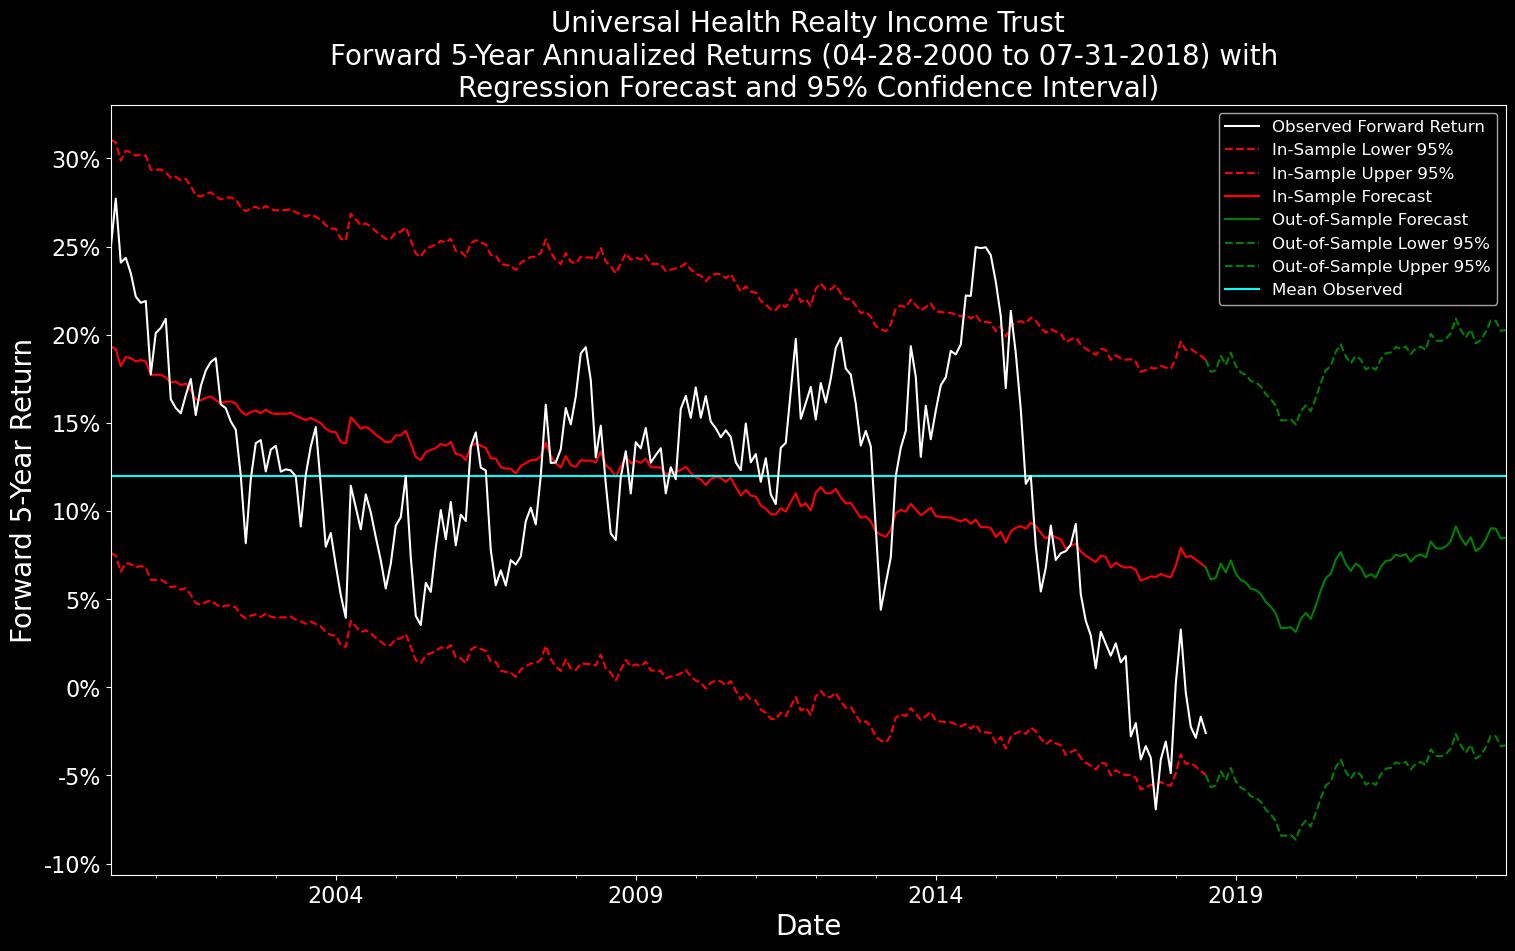 Universal Health Realty Income Trust
Forward 5-Year Annualized Returns (04-28-2000 to 07-31-2018) with
Regression Forecast and 95% Confidence Interval)
Observed Forward Return
In-Sample Lower 95%
In-Sample Upper 95%
In-Sample Forecast
Out-of-Sample Forecast
Out-of-Sample Lower 95%
Out-of-Sample Upper 95%
Mean Observed
Forward 5-Year Return
30%
25%
20%
15%
10%
5%
0%
-5%
-10%
2004
2009
2014
2019
Date